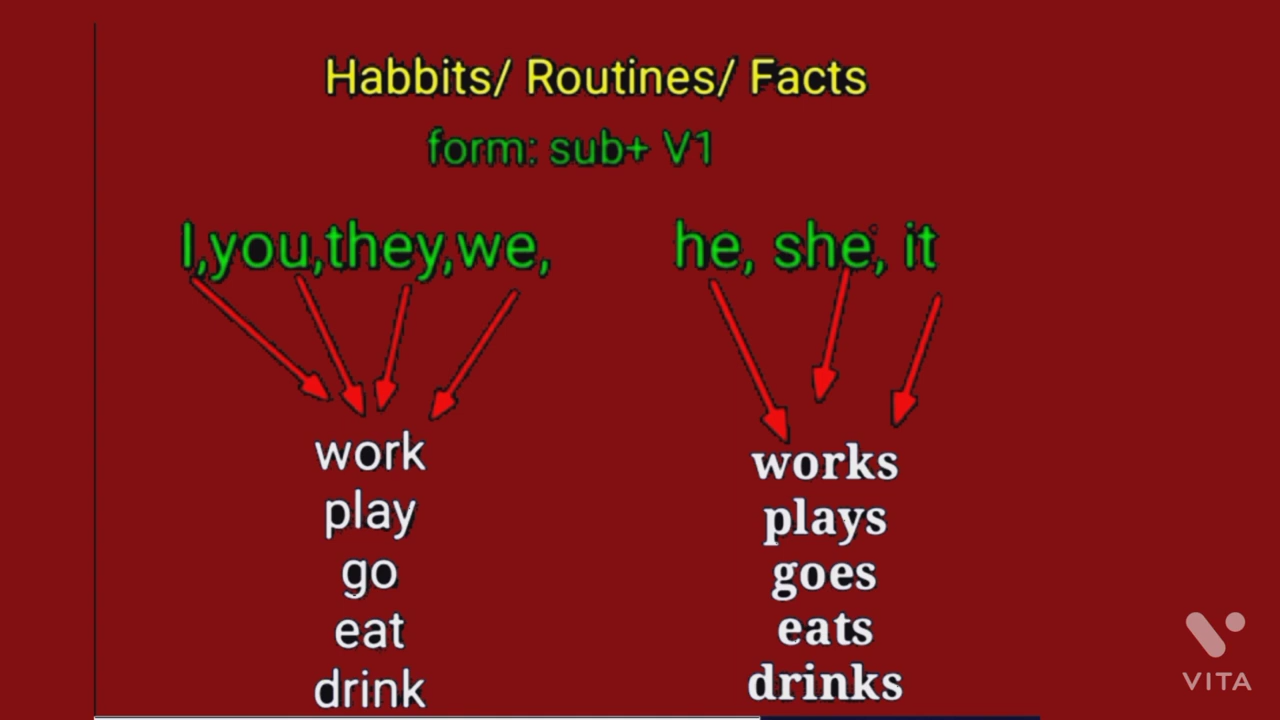 Habbits/ Routines/ Facts
form: sub+ V1
I,you,they,we,
he, she, it
work
play
go
eat
drink
works
plays
goes
eats
drinks
VITA